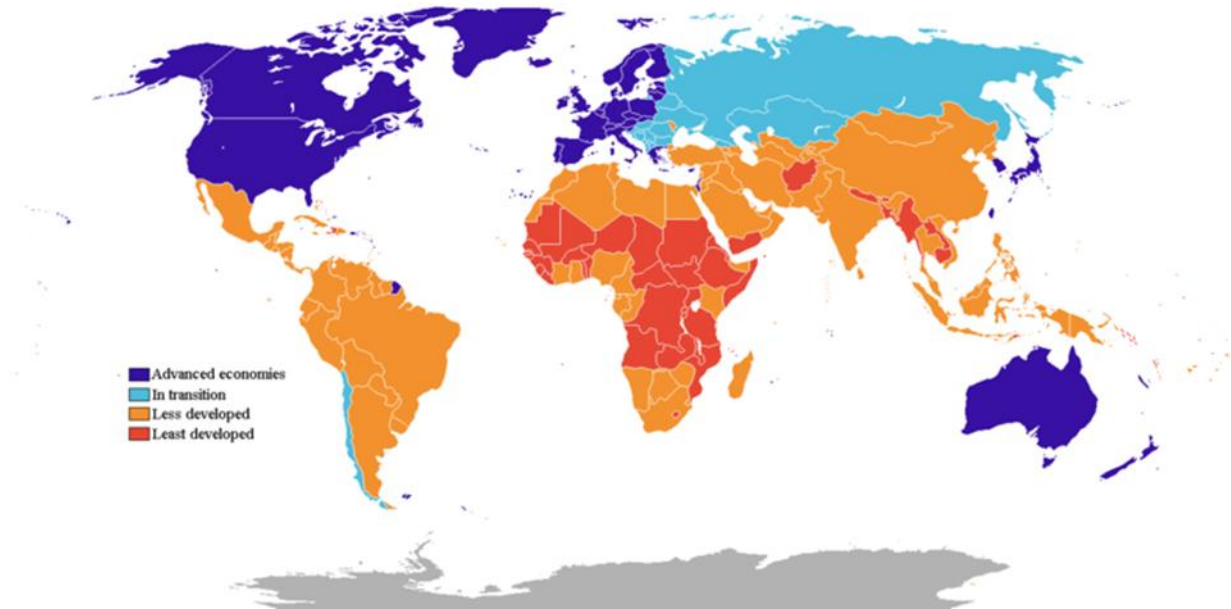 Advanced economies
In transition
Less developed
Least developed